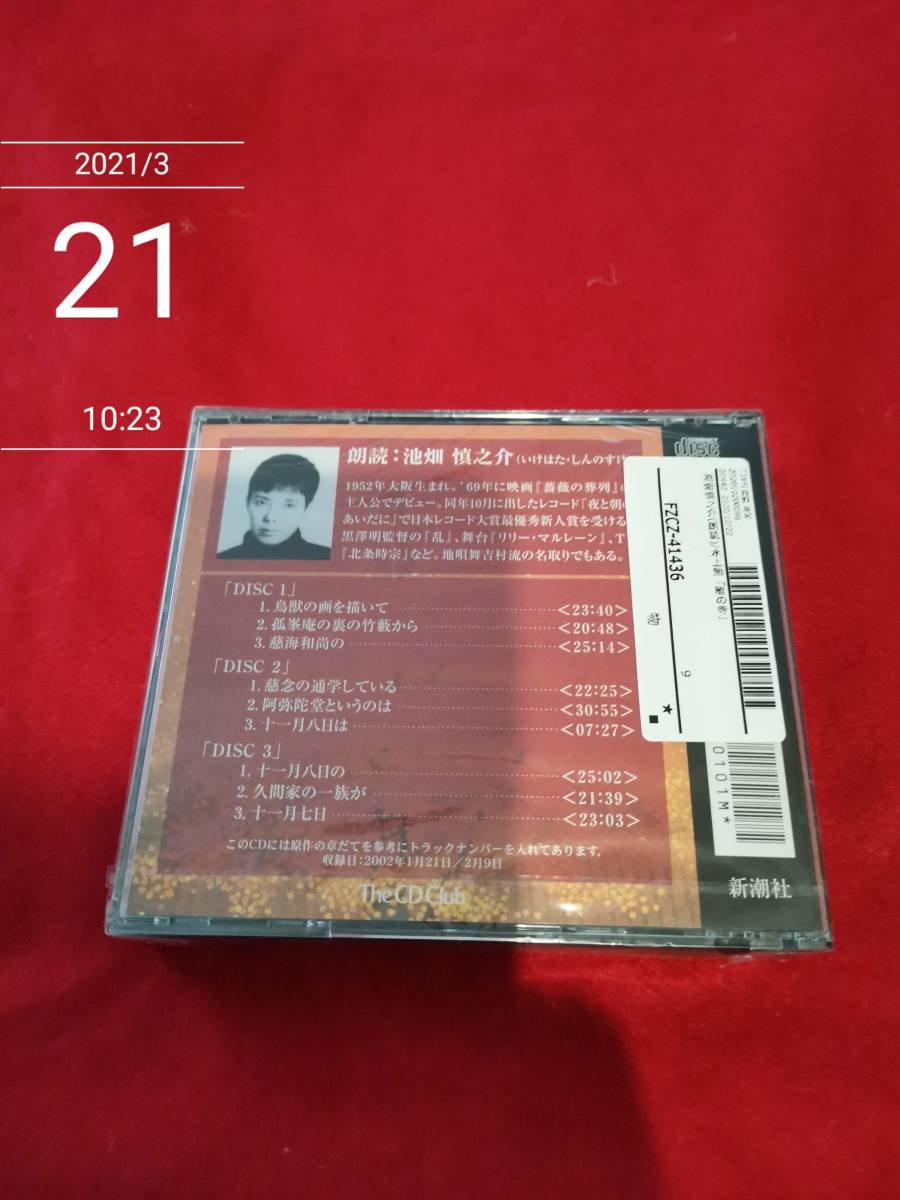 2021/3
21
10:23
朗読：池畑 慎之介（いけはた・しんのすけ
1952年大阪生まれ。'69年に映画『薔薇の葬列』の
主人公でデビュー。同年10月に出したレコード「夜と朝の
あいだに」で日本レコード大賞最優秀新人賞を受ける
黒澤明監督の『乱』、舞台『リリー・マルレーン』、T
『北条時宗』など。地唄舞吉村流の名取りでもある。
「DISC 1」
1. 鳥獣の画を描いて <23:40>
2. 孤峯庵の裏の竹藪から <20:48>
3. 慈海和尚の <25:14>
「DISC 2」
1. 慈念の通学している <22:25>
2. 阿弥陀堂というのは <30:55>
3. 十一月八日は <07:27>
「DISC 3」
1. 十一月八日の <25:02>
2. 久間家の一族が <21:39>
3. 十一月七日 <23:03>
このCDには原作の章だてを参考にトラックナンバーを入れてあります。
収録日：2002年1月21日／2月9日
The CD Club
COMPACT
disc
FZCZ-41436
9
★
■
0101M*
新潮社